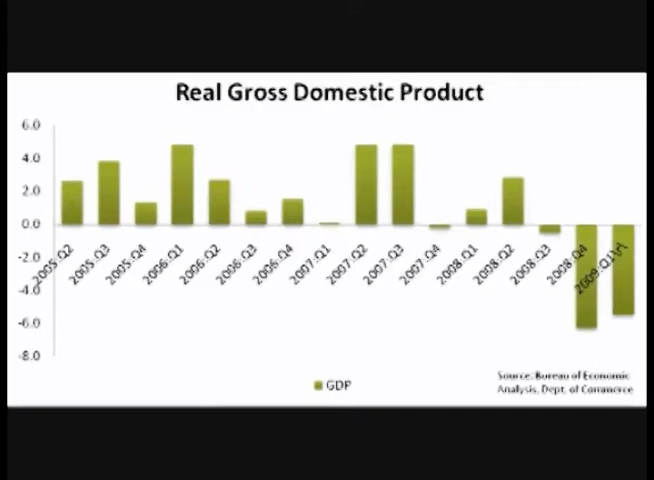 Real Gross Domestic Product
6.0
4.0
2.0
0.0
-2.0
-4.0
-6.0
-8.0
2005:Q2
2005:Q3
2005:Q4
2006:Q1
2006:Q2
2006:Q3
2006:Q4
2007:Q1
2007:Q2
2007:Q3
2007:Q4
2008:Q1
2008:Q2
2008:Q3
2008:Q4
2009:Q1\r\
GDP
Source: Bureau of Economic
Analysis, Dept. of Commerce